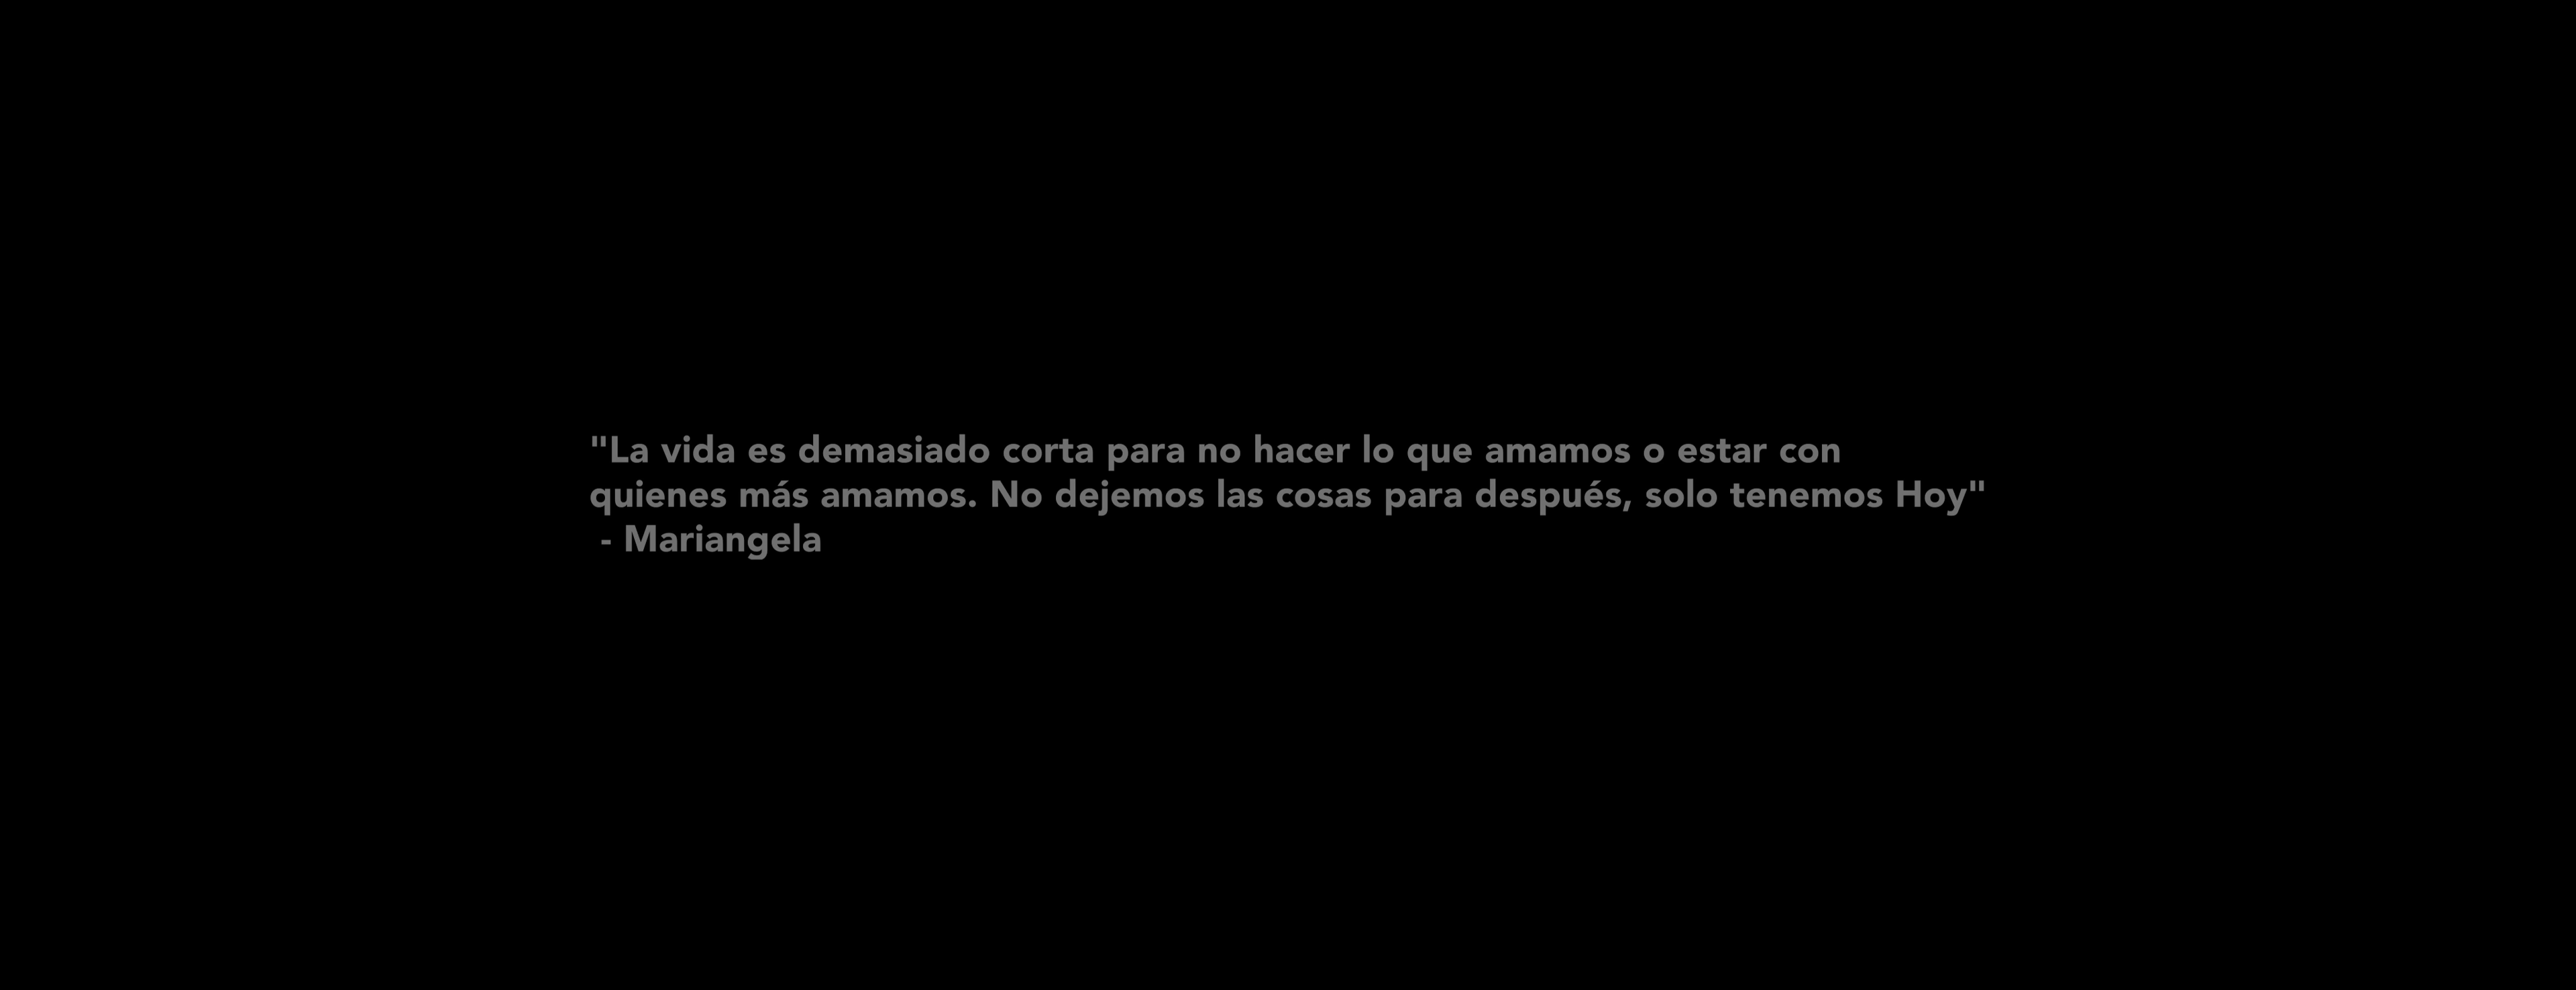 "La vida es demasiado corta para no hacer lo que amamos o estar con
quienes más amamos. No dejemos las cosas para después, solo tenemos Hoy"
- Mariangela